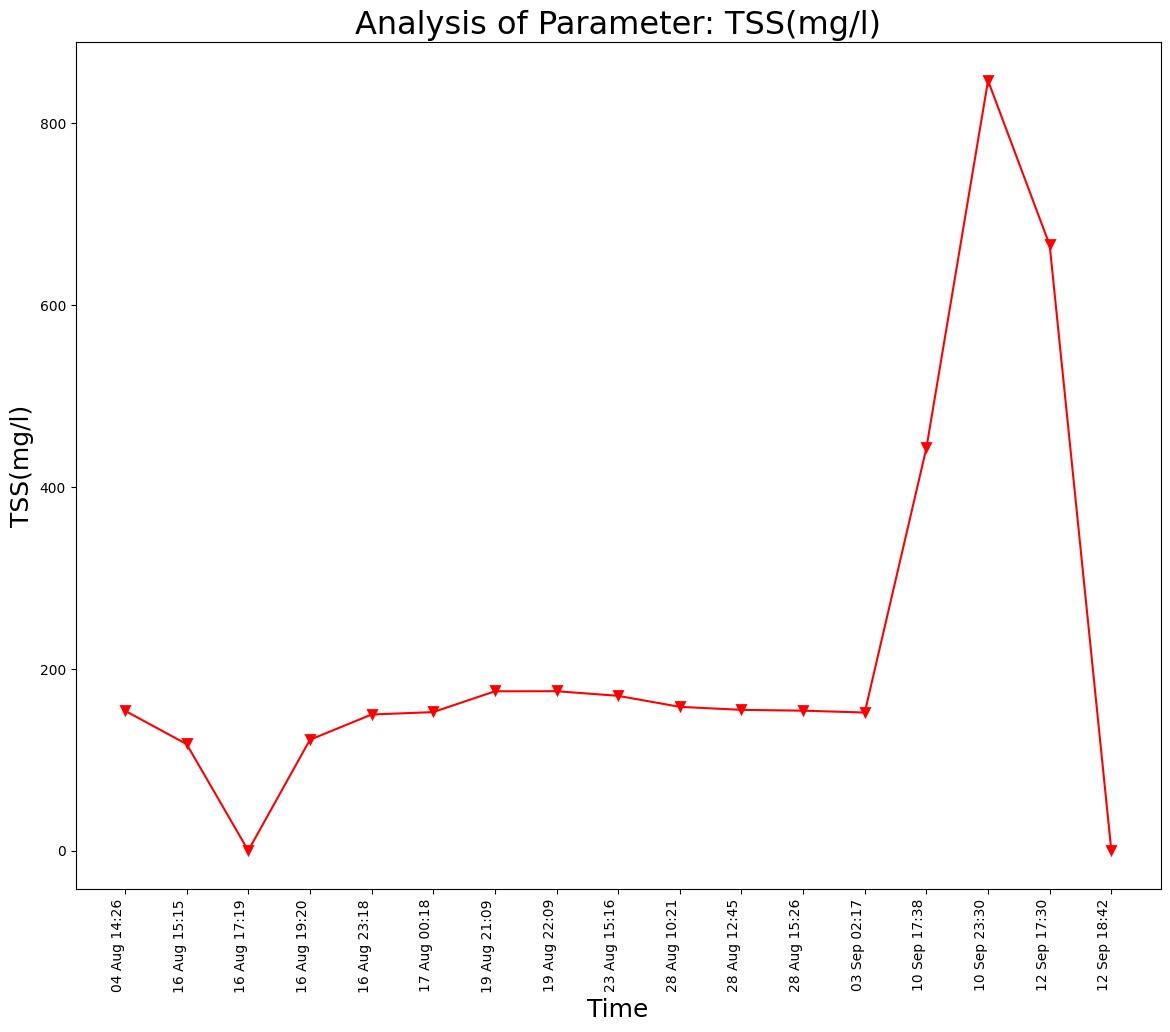 Analysis of Parameter: TSS(mg/l)
TSS(mg/l)
800
600
400
200
0
04 Aug 14:26
16 Aug 15:15
16 Aug 17:19
16 Aug 19:20
16 Aug 23:18
17 Aug 00:18
19 Aug 21:09
19 Aug 22:09
23 Aug 15:16
28 Aug 10:21
28 Aug 12:45
28 Aug 15:26
03 Sep 02:17
10 Sep 17:38
10 Sep 23:30
12 Sep 17:30
12 Sep 18:42
Time